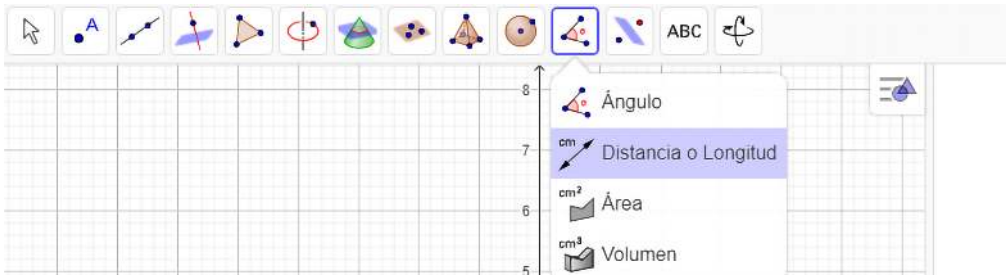 A
ABC
8
Ángulo
7
cm
Distancia o Longitud
6
cm²
Área
cm³
Volumen
5